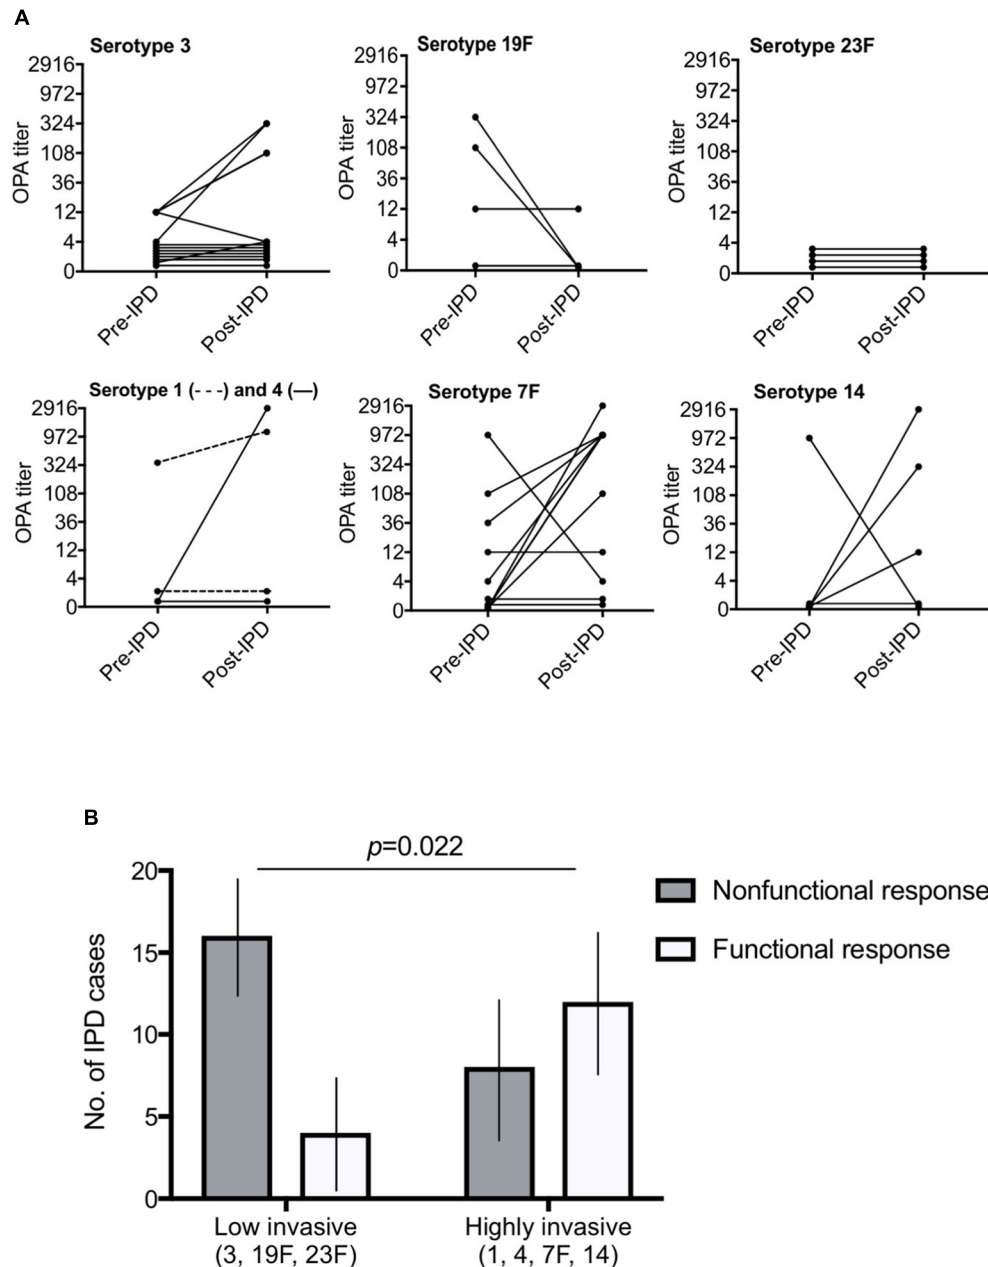 A
Serotype 3
2916
972
324
108
36
12
4
0
OPA titer
Pre-IPD
Post-IPD
Serotype 19F
2916
972
324
108
36
12
4
0
OPA titer
Pre-IPD
Post-IPD
Serotype 23F
2916
972
324
108
36
12
4
0
OPA titer
Pre-IPD
Post-IPD
Serotype 1 (- - -) and 4 (—)
2916
972
324
108
36
12
4
0
OPA titer
Pre-IPD
Post-IPD
Serotype 7F
2916
972
324
108
36
12
4
0
OPA titer
Pre-IPD
Post-IPD
Serotype 14
2916
972
324
108
36
12
4
0
OPA titer
Pre-IPD
Post-IPD
B
p=0.022
20
15
10
5
0
No. of IPD cases
Nonfunctional response
Functional response
Low invasive
(3, 19F, 23F)
Highly invasive
(1, 4, 7F, 14)